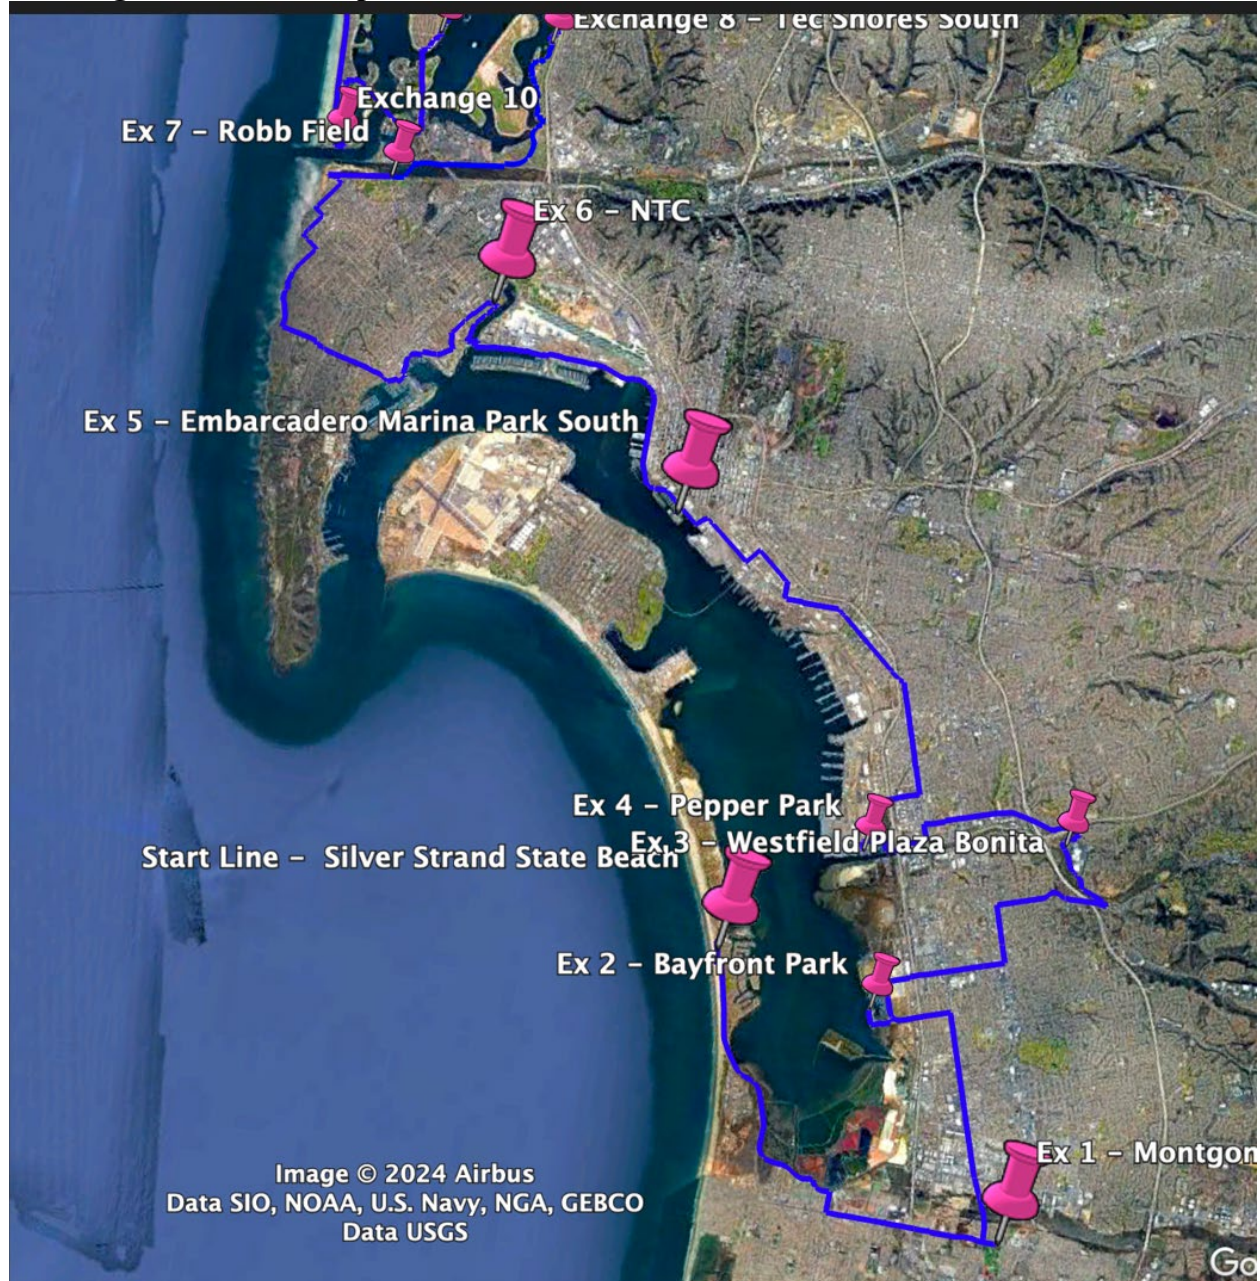 Exchange 8 – Tec Shores South
Exchange 10
Ex 7 – Robb Field
Ex 6 – NTC
Ex 5 – Embarcadero Marina Park South
Ex 4 – Pepper Park
Ex 3 – Westfield Plaza Bonita
Start Line – Silver Strand State Beach
Ex 2 – Bayfront Park
Ex 1 – Montgom
Image © 2024 Airbus
Data SIO, NOAA, U.S. Navy, NGA, GEBCO
Data USGS
Go